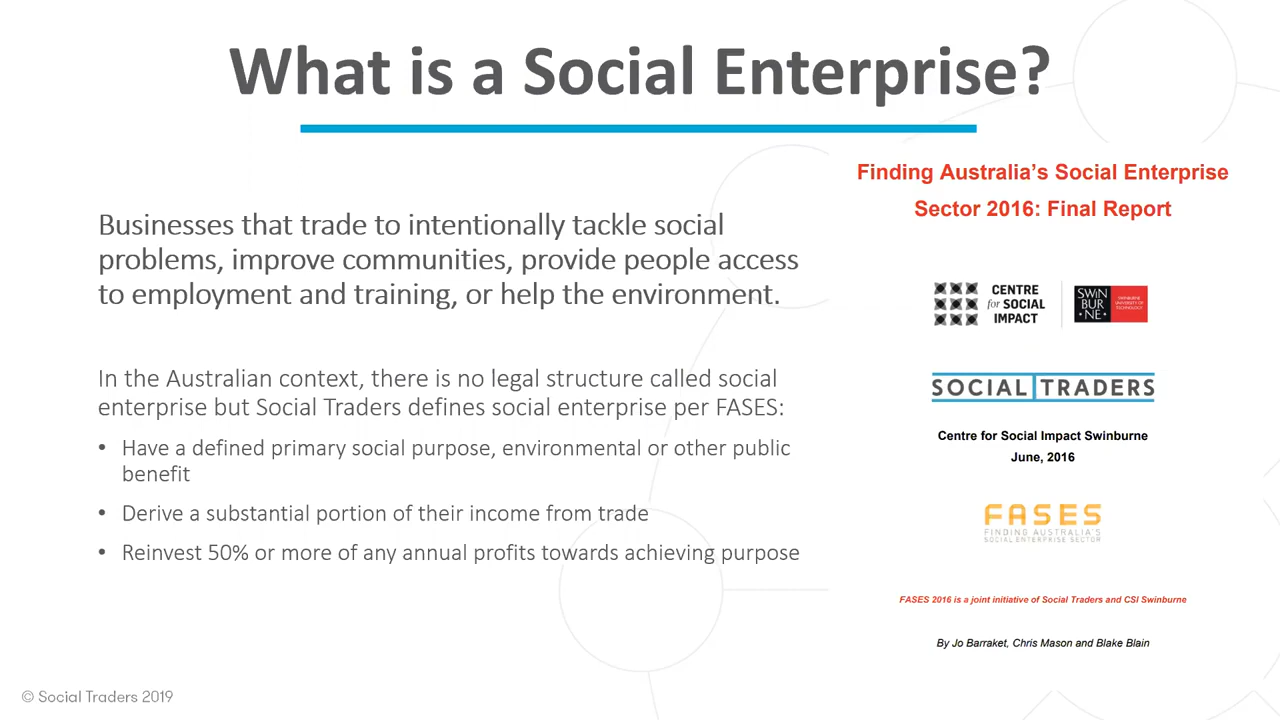 What is a Social Enterprise?
Businesses that trade to intentionally tackle social
problems, improve communities, provide people access
to employment and training, or help the environment.
In the Australian context, there is no legal structure called social
enterprise but Social Traders defines social enterprise per FASES:
• Have a defined primary social purpose, environmental or other public
benefit
• Derive a substantial portion of their income from trade
• Reinvest 50% or more of any annual profits towards achieving purpose
Finding Australia's Social Enterprise
Sector 2016: Final Report
CENTRE
for SOCIAL
IMPACT
SWIN
BUR
• NE •
SWINBURNE
UNIVERSITY OF
TECHNOLOGY
SOCIAL TRADERS
Centre for Social Impact Swinburne
June, 2016
FASES
FINDING AUSTRALIA'S
SOCIAL ENTERPRISE SECTOR
FASES 2016 is a joint initiative of Social Traders and CSI Swinburne
By Jo Barraket, Chris Mason and Blake Blain
© Social Traders 2019